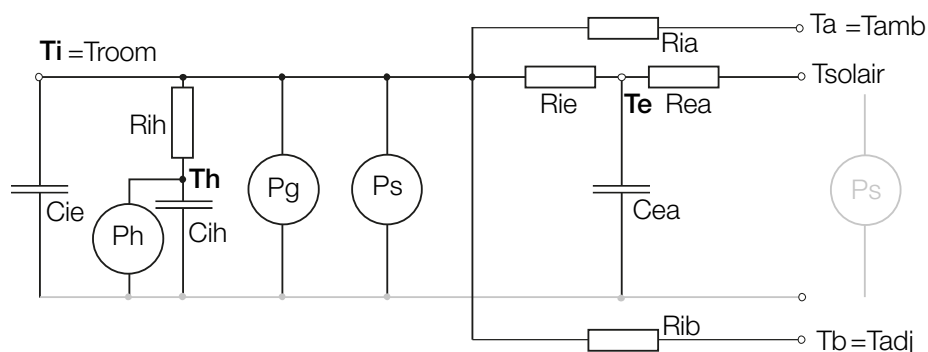 Ta =Tamb
Ria
Ti =Troom
Tsolair
Rie
Te
Rea
Rih
Th
Pg
Ps
Ps
Cie
Cih
Cea
Ph
Rib
Tb=Tadj